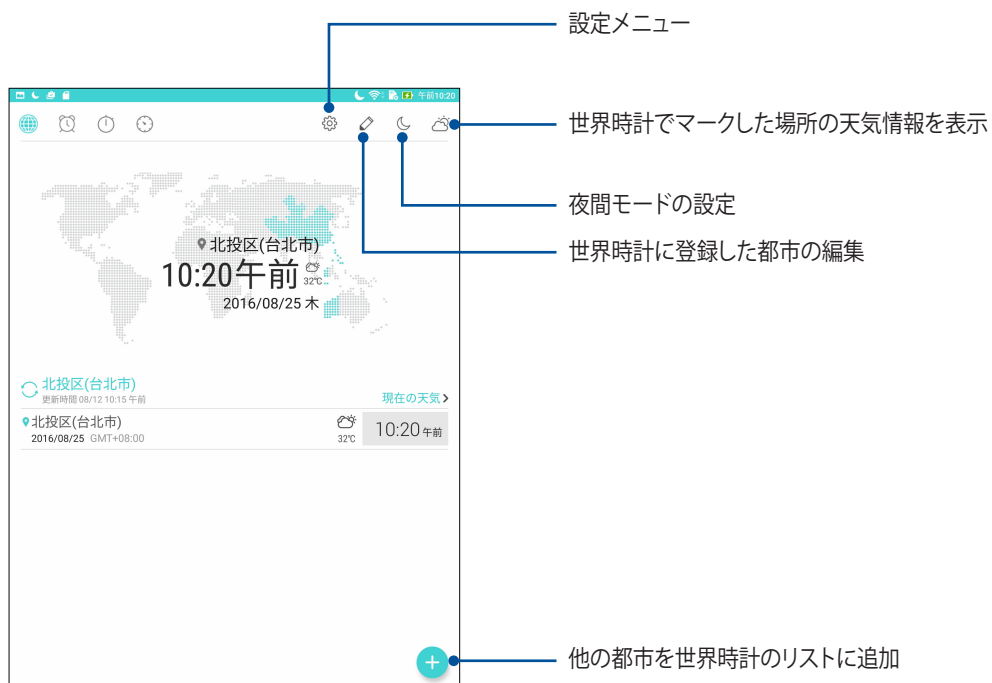 設定メニュー
午前10:20
世界時計でマークした場所の天気情報を表示
夜間モードの設定
世界時計に登録した都市の編集
北投区(台北市)
10:20午前
32℃
2016/08/25 木
北投区(台北市)
更新時間 08/12 10:15 午前
現在の天気
北投区(台北市)
2016/08/25 GMT+08:00
32℃
10:20 午前
他の都市を世界時計のリストに追加